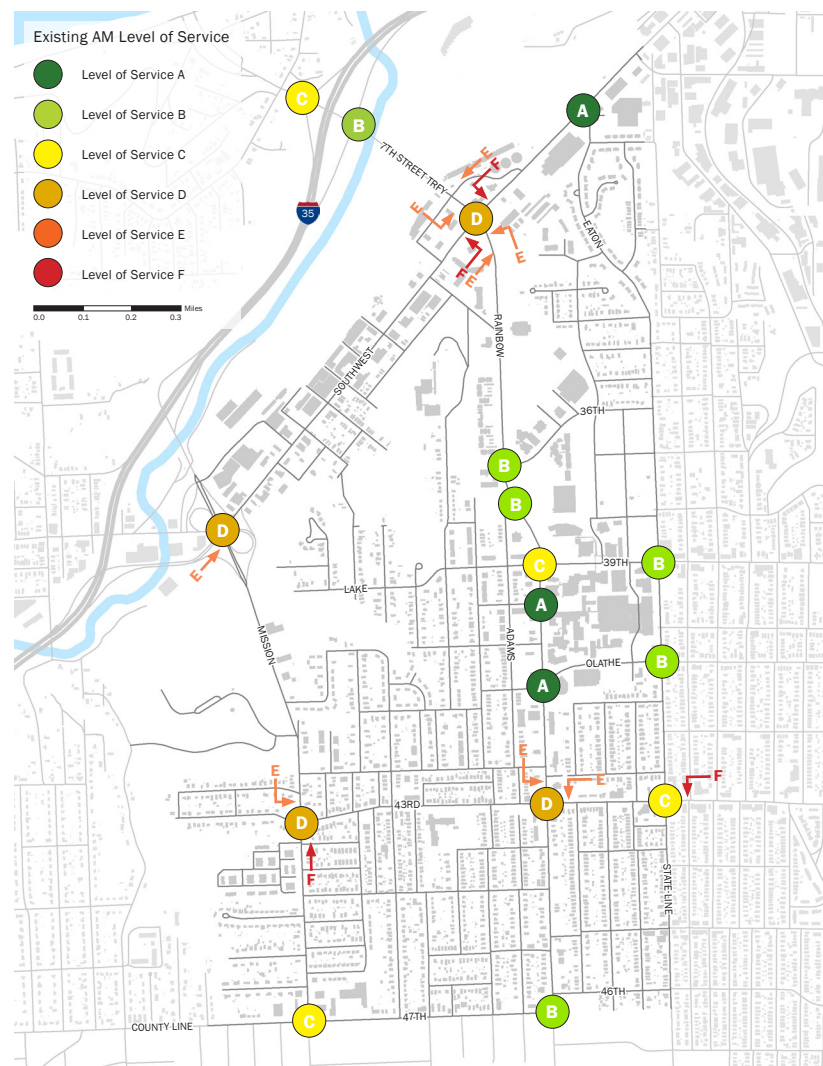 Existing AM Level of Service
A Level of Service A
B Level of Service B
C Level of Service C
D Level of Service D
E Level of Service E
F Level of Service F
0.0 0.1 0.2 0.3 Miles
35
C
B
A
7TH STREET TRFY
E
F
E
D
E
F
E
EATON
RAINBOW
SOUTHWEST
36TH
B
B
D
E
C
39TH
B
LAKE
A
MISSION
ADAMS
OLATHE
B
A
E
E
E
F
43RD
D
C
D
F
STATE LINE
46TH
B
C
47TH
COUNTY LINE